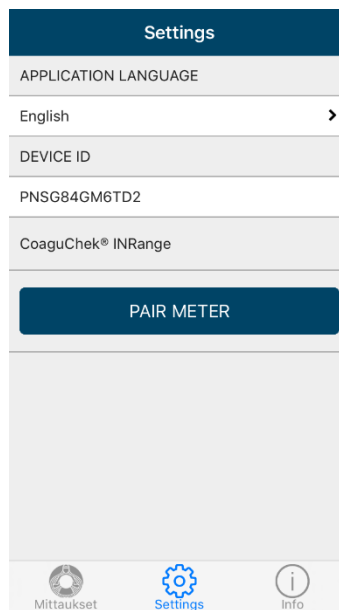 Settings
APPLICATION LANGUAGE
English
DEVICE ID
PNSG84GM6TD2
CoaguChek® INRange
PAIR METER
Mittaukset Settings Info